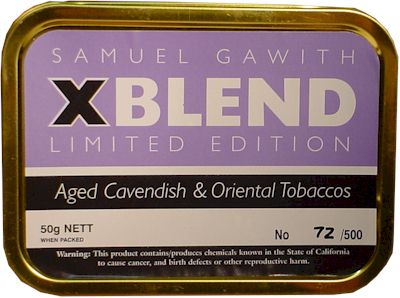 SAMUEL GAWITH
XBLEND
LIMITED EDITION
Aged Cavendish & Oriental Tobaccos
50g NETT
WHEN PACKED
No 72 /500
Warning: This product contains/produces chemicals known in the State of California
to cause cancer, and birth defects or other reproductive harm.